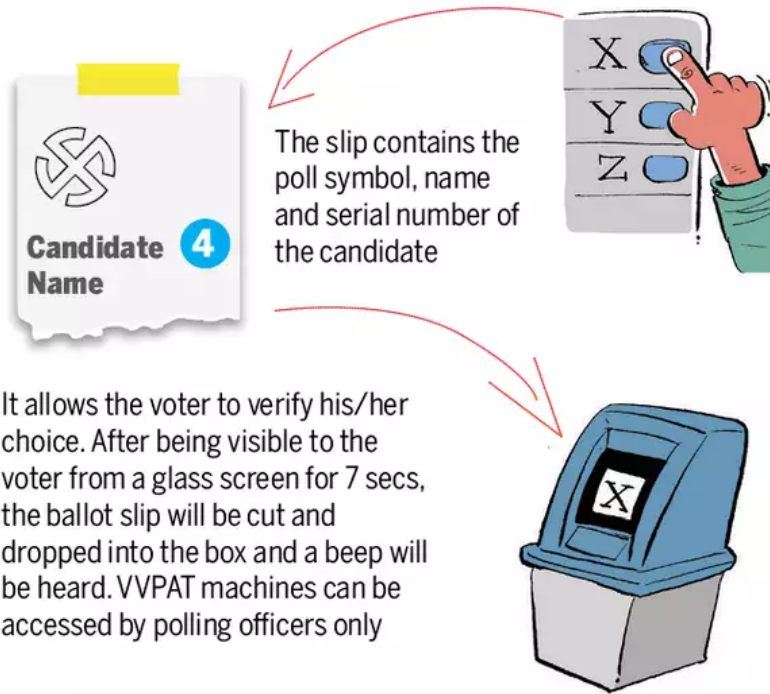 X
Y
Z
The slip contains the
poll symbol, name
and serial number of
the candidate
Candidate 4
Name
It allows the voter to verify his/her
choice. After being visible to the
voter from a glass screen for 7 secs,
the ballot slip will be cut and
dropped into the box and a beep will
be heard. VVPAT machines can be
accessed by polling officers only
X